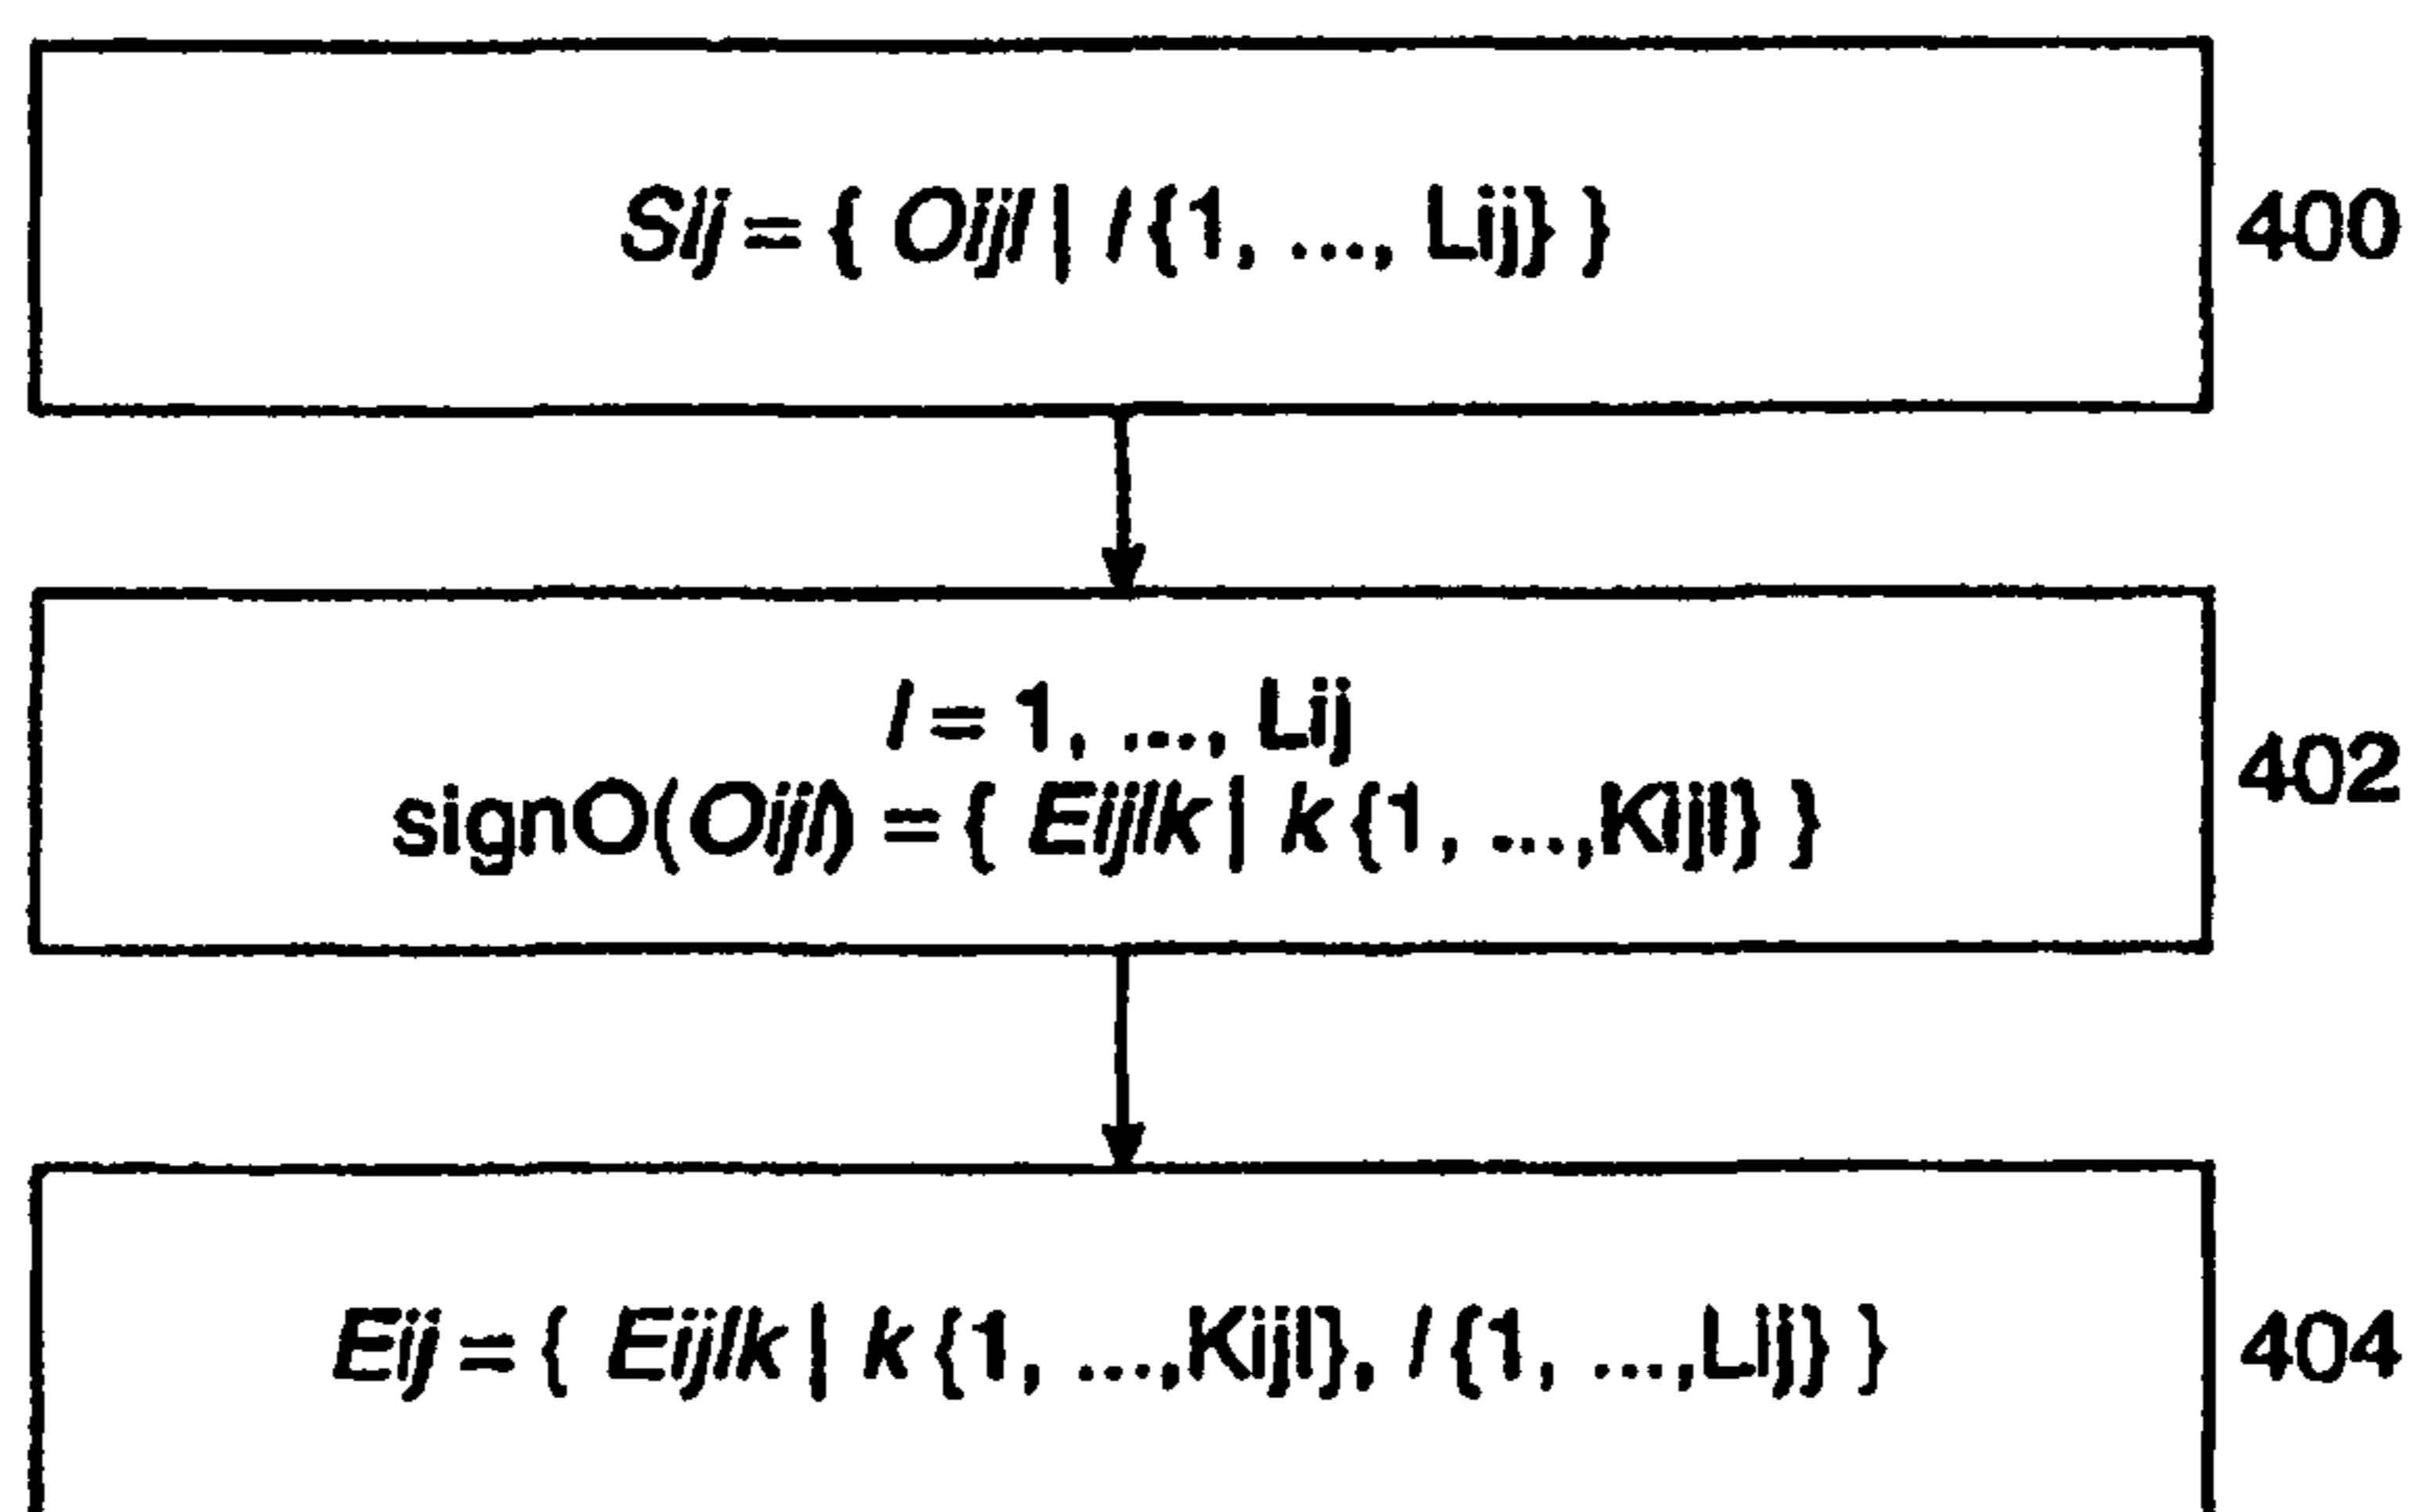 Sij = { Oijl | l {1, ..., Lij} }
400
l = 1, ..., Lij
signO(Oijl) = { Eijlk | k {1, ...,Kijl} }
402
Eij = { Eijlk | k {1, ...,Kijl}, l {1, ...,Lij} }
404